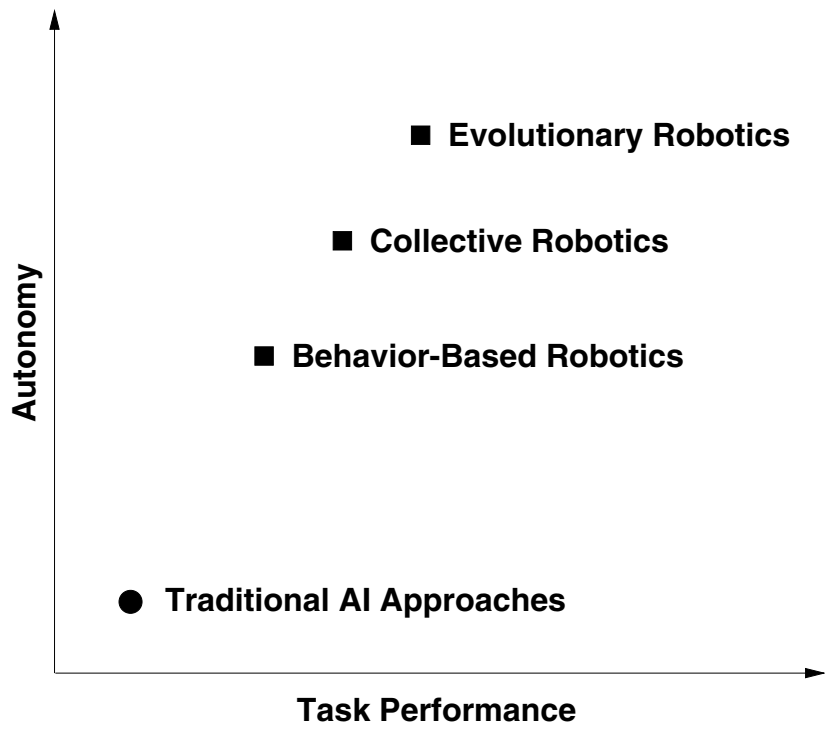 Evolutionary Robotics
Collective Robotics
Behavior-Based Robotics
Autonomy
Traditional AI Approaches
Task Performance